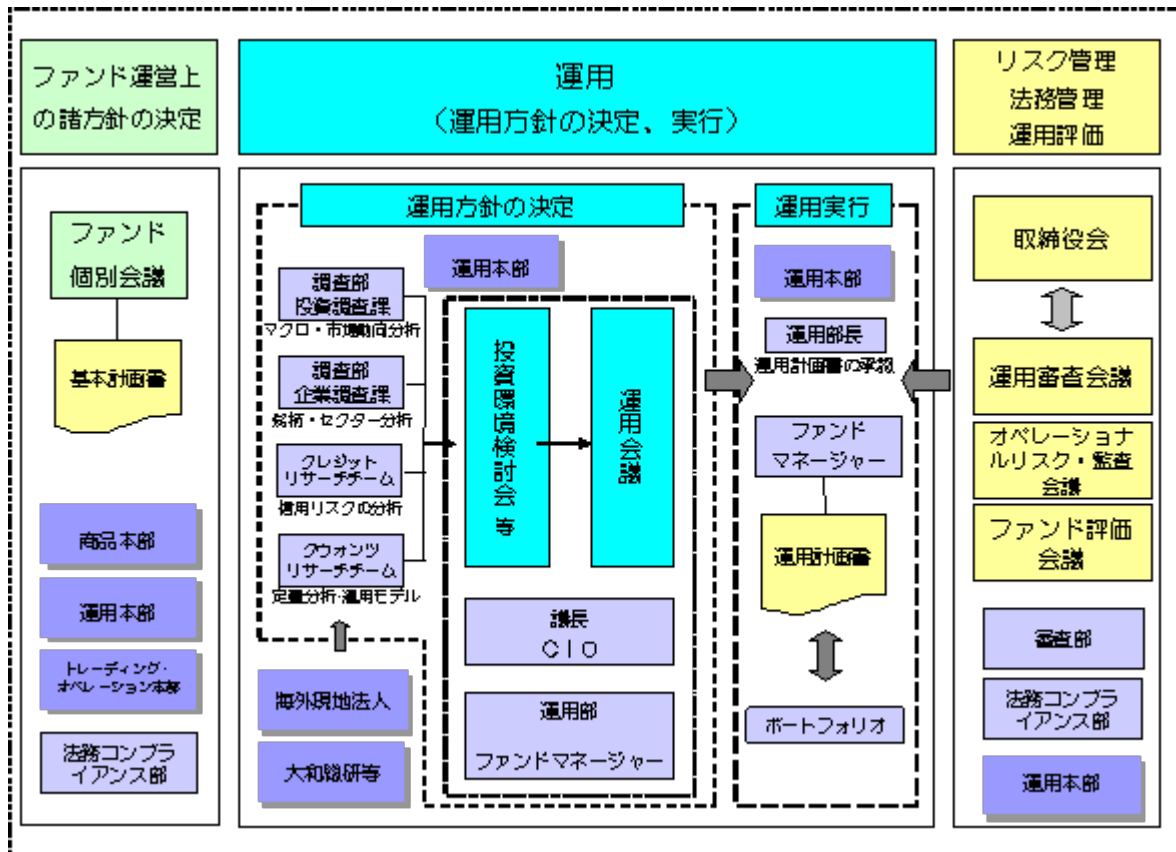 ファンド運営上
の諸方針の決定
運用
（運用方針の決定、実行）
リスク管理
法務管理
運用評価
ファンド
個別会議
基本計画書
商品本部
運用本部
トレーディング・
オペレーション本部
法務コンプラ
イアンス部
運用方針の決定
運用本部
調査部
投資調査課
マクロ・市場動向分析
調査部
企業調査課
銘柄・セクター分析
クレジット
リサーチチーム
信用リスクの分析
クウォンツ
リサーチチーム
定量分析・運用モデル
海外現地法人
大和総研等
投資環境検討会 等
運用会議
議長
ＣＩＯ
運用部
ファンドマネージャー
運用実行
運用本部
運用部長
運用計画書の承認
ファンド
マネージャー
運用計画書
ポートフォリオ
取締役会
運用審査会議
オペレーショナ
ルリスク・監査
会議
ファンド評価
会議
審査部
法務コンプラ
イアンス部
運用本部